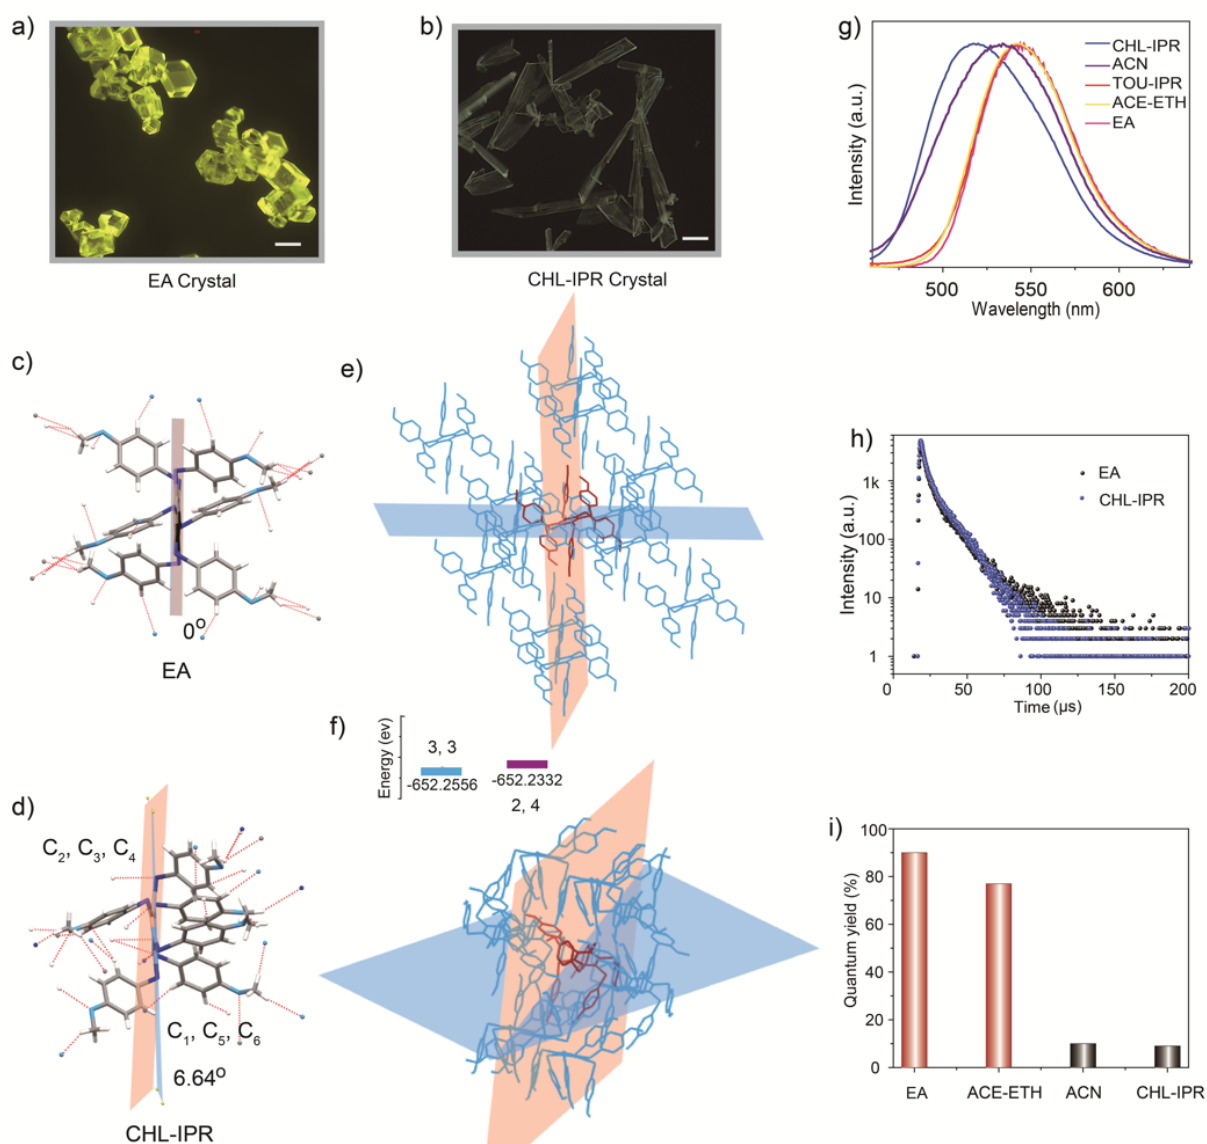 a)
EA Crystal
b)
CHL-IPR Crystal
g)
CHL-IPR
ACN
TOU-IPR
ACE-ETH
EA
Intensity (a.u.)
500 550 600
Wavelength (nm)
c)
0°
EA
e)
h)
EA
CHL-IPR
Intensity (a.u.)
1k
100
10
1
0 50 100 150 200
Time (µs)
f)
Energy (ev)
3, 3
-652.2556
-652.2332
2, 4
d)
C₂, C₃, C₄
C₁, C₅, C₆
6.64°
CHL-IPR
i)
Quantum yield (%)
100
80
60
40
20
0
EA ACE-ETH ACN CHL-IPR